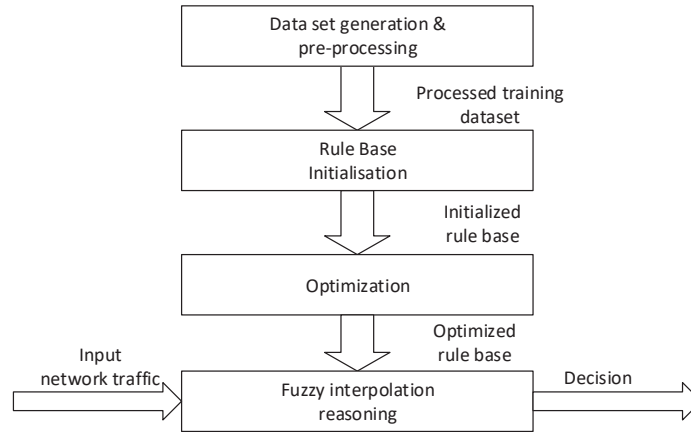 Data set generation &
pre-processing
Processed training
dataset
Rule Base
Initialisation
Initialized
rule base
Optimization
Optimized
rule base
Input
network traffic
Fuzzy interpolation
reasoning
Decision